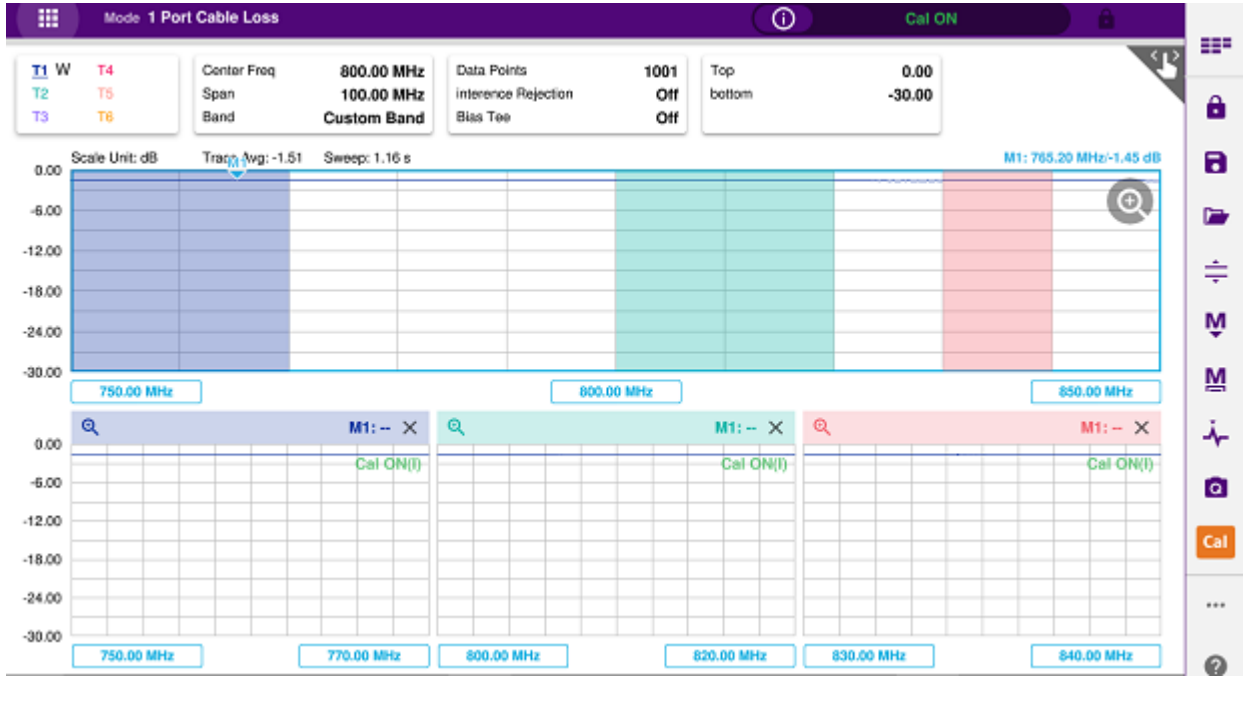 Mode 1 Port Cable Loss
Cal ON
T1 W T4
T2 T5
T3 T6
Center Freq 800.00 MHz
Span 100.00 MHz
Band Custom Band
Data Points 1001
interence Rejection Off
Bias Tee Off
Top 0.00
bottom -30.00
Scale Unit: dB Trace Avg: -1.51 Sweep: 1.16 s M1: 765.20 MHz/-1.45 dB
M1
0.00
-6.00
-12.00
-18.00
-24.00
-30.00
750.00 MHz 800.00 MHz 850.00 MHz
M1: -- M1: -- M1: --
0.00
Cal ON(I) Cal ON(I) Cal ON(I)
-6.00
-12.00
-18.00
-24.00
-30.00
750.00 MHz 770.00 MHz 800.00 MHz 820.00 MHz 830.00 MHz 840.00 MHz
M
M
Cal
...
?